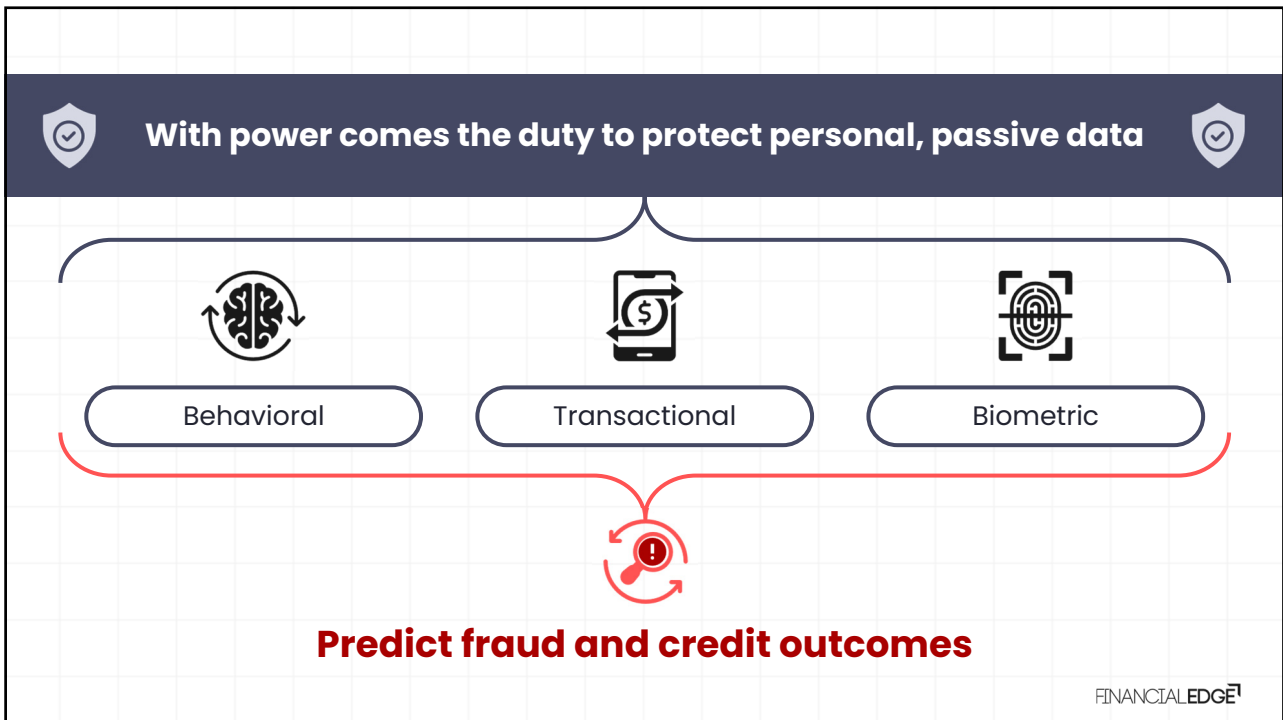 With power comes the duty to protect personal, passive data
Behavioral
Transactional
Biometric
$
!
Predict fraud and credit outcomes
FINANCIALEDGE